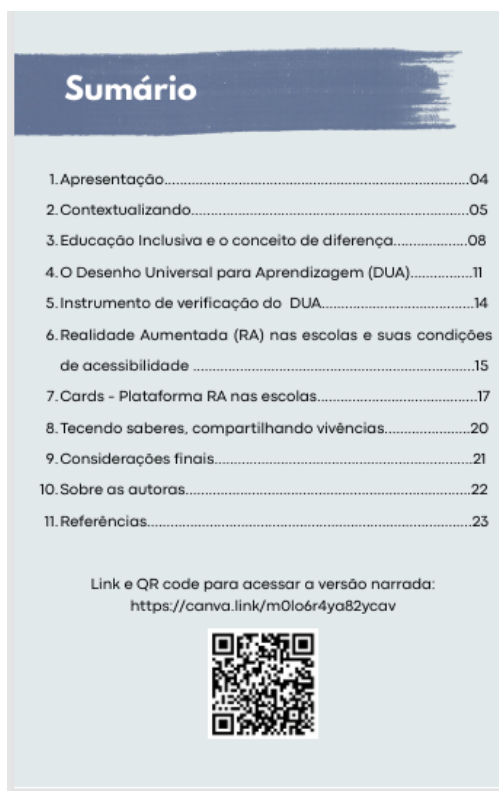 Sumário
1. Apresentação..........................................................................04
2. Contextualizando....................................................................05
3. Educação Inclusiva e o conceito de diferença..................08
4. O Desenho Universal para Aprendizagem (DUA)...............11
5. Instrumento de verificação do DUA.....................................14
6. Realidade Aumentada (RA) nas escolas e suas condições
de acessibilidade ......................................................................15
7. Cards - Plataforma RA nas escolas......................................17
8. Tecendo saberes, compartilhando vivências.....................20
9. Considerações finais..............................................................21
10. Sobre as autoras....................................................................22
11. Referências............................................................................23
Link e QR code para acessar a versão narrada:
https://canva.link/m0lo6r4ya82ycav